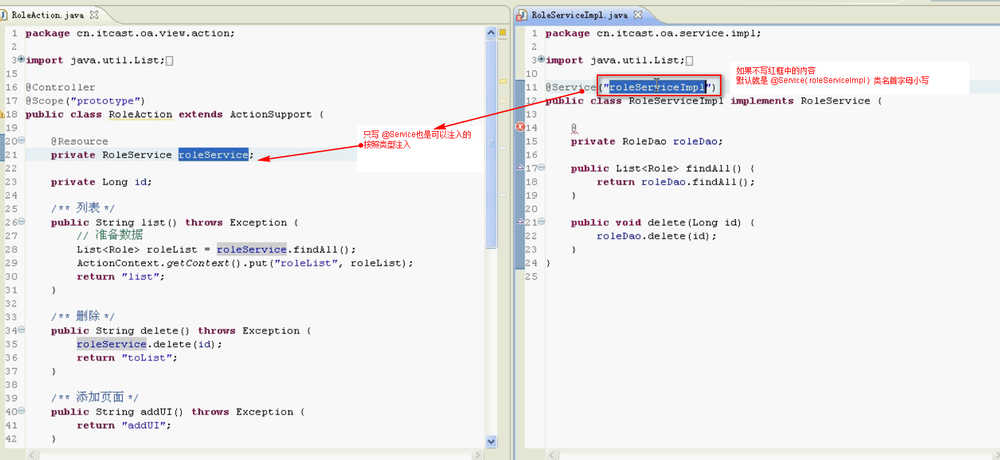 RoleAction.java
1 package cn.itcast.oa.view.action;
2
3 import java.util.List;
15
16 @Controller
17 @Scope("prototype")
18 public class RoleAction extends ActionSupport {
19
20 @Resource
21 private RoleService roleService;
22
23 private Long id;
24
25 /** 列表 */
26 public String list() throws Exception {
27 // 准备数据
28 List<Role> roleList = roleService.findAll();
29 ActionContext.getContext().put("roleList", roleList);
30 return "list";
31 }
32
33 /** 删除 */
34 public String delete() throws Exception {
35 roleService.delete(id);
36 return "toList";
37 }
38
39 /** 添加页面 */
40 public String addUI() throws Exception {
41 return "addUI";
42 }
只写 @Service也是可以注入的
按照类型注入
RoleServiceImpl.java
1 package cn.itcast.oa.service.impl;
2
3 import java.util.List;
10
11 @Service("roleServiceImpl")
12 public class RoleServiceImpl implements RoleService {
13
14 @
15 private RoleDao roleDao;
16
17 public List<Role> findAll() {
18 return roleDao.findAll();
19 }
20
21 public void delete(Long id) {
22 roleDao.delete(id);
23 }
24 }
25
如果不写红框中的内容
默认就是 @Service( roleServiceImpl ) 类名首字母小写